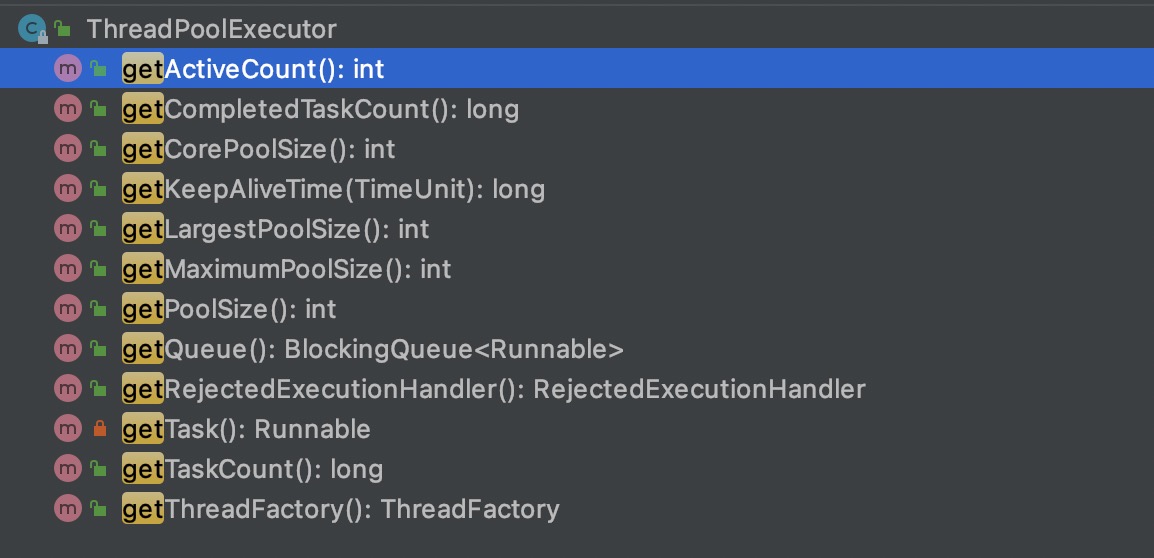 C ThreadPoolExecutor
m getActiveCount(): int
m getCompletedTaskCount(): long
m getCorePoolSize(): int
m getKeepAliveTime(TimeUnit): long
m getLargestPoolSize(): int
m getMaximumPoolSize(): int
m getPoolSize(): int
m getQueue(): BlockingQueue<Runnable>
m getRejectedExecutionHandler(): RejectedExecutionHandler
m getTask(): Runnable
m getTaskCount(): long
m getThreadFactory(): ThreadFactory